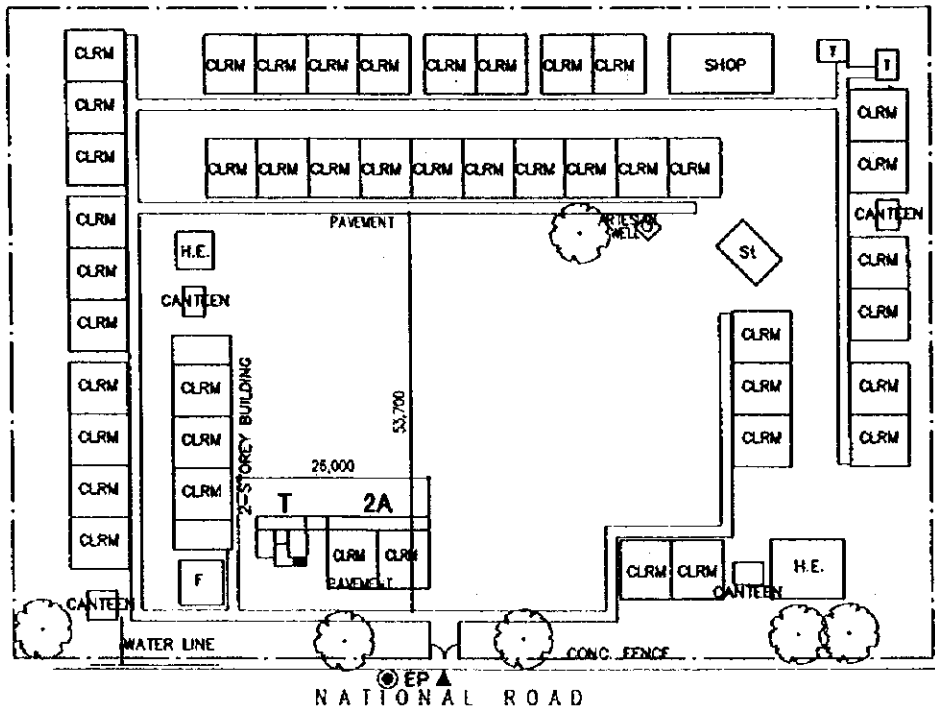 CLRM
T
CLRM CLRM CLRM CLRM CLRM CLRM CLRM CLRM SHOP T
CLRM CLRM
CLRM CLRM
CLRM CLRM CLRM CLRM CLRM CLRM CLRM CLRM CLRM CLRM
CLRM CANTEEN
PAVEMENT ARTESIAN
WELL
H.E. St
CLRM CLRM
CANTEEN
CLRM CLRM
CLRM
CLRM CLRM CLRM CLRM
2-STOREY BUILDING
53,700
CLRM CLRM CLRM CLRM
26,000
CLRM CLRM
T 2A
CLRM
CLRM CLRM CLRM CLRM H.E.
F PAVEMENT CANTEEN
CANTEEN
WATER LINE CONC. FENCE
EP
NATIONAL ROAD